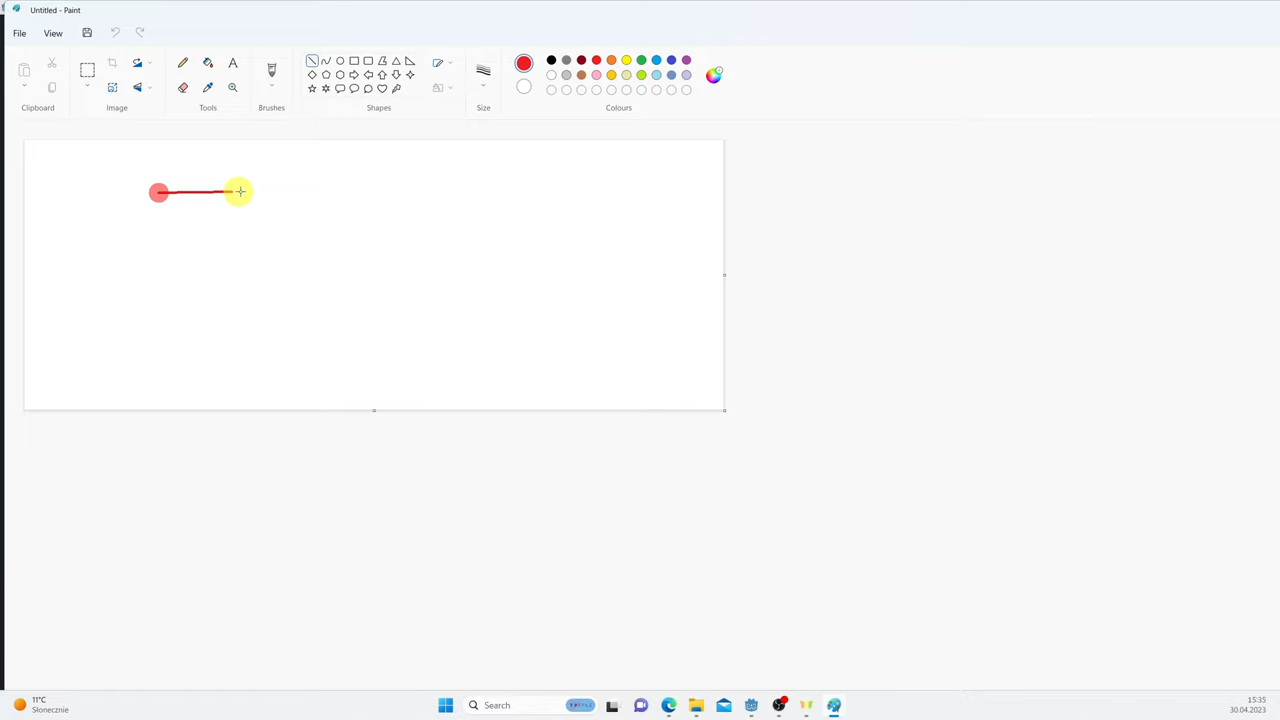 Untitled - Paint
File View
Clipboard Image Tools Brushes Shapes Size Colours
11°C
Słonecznie
Search
15:35
30.04.2023